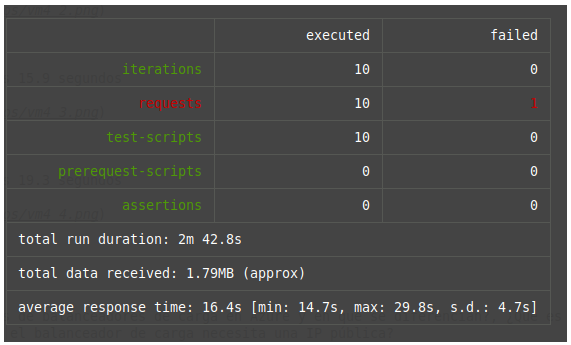 executed failed
iterations 10 0
requests 10 1
test-scripts 10 0
prerequest-scripts 0 0
assertions 0 0
total run duration: 2m 42.8s
total data received: 1.79MB (approx)
average response time: 16.4s [min: 14.7s, max: 29.8s, s.d.: 4.7s]